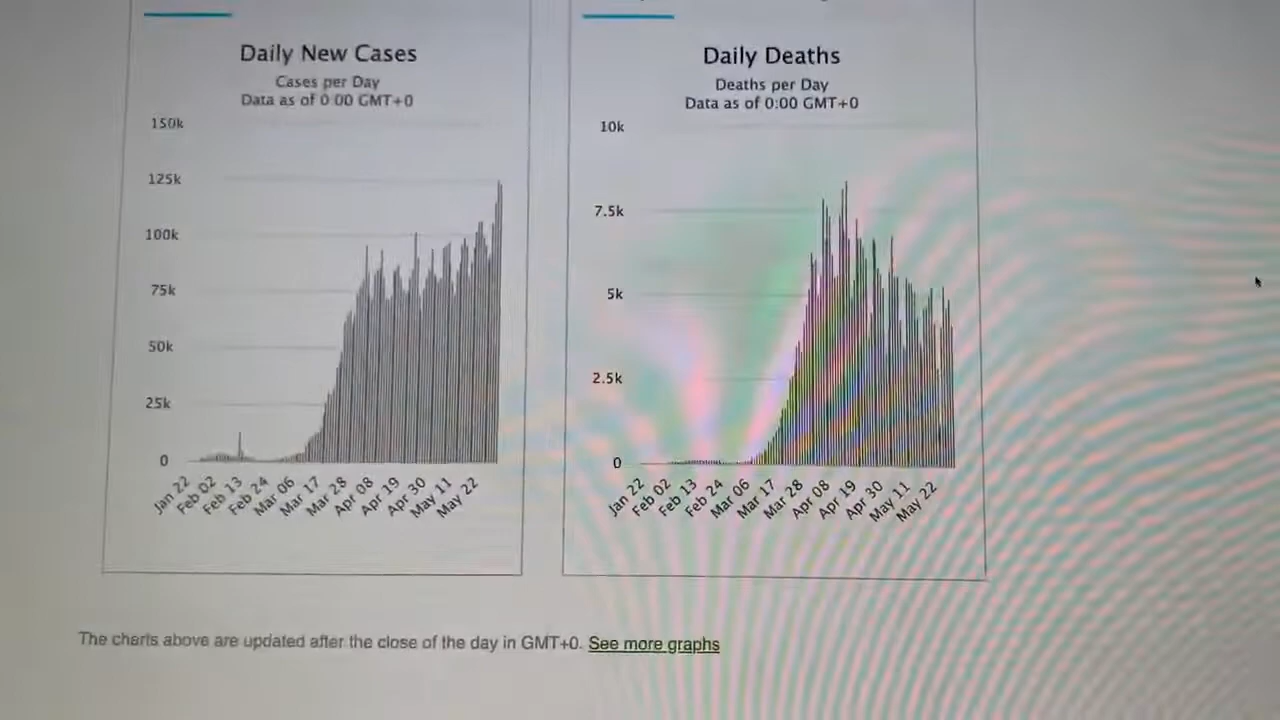 Daily New Cases
Cases per Day
Data as of 0:00 GMT+0
150k
125k
100k
75k
50k
25k
0
Jan 22
Feb 02
Feb 13
Feb 24
Mar 06
Mar 17
Mar 28
Apr 08
Apr 19
Apr 30
May 11
May 22
Daily Deaths
Deaths per Day
Data as of 0:00 GMT+0
10k
7.5k
5k
2.5k
0
Jan 22
Feb 02
Feb 13
Feb 24
Mar 06
Mar 17
Mar 28
Apr 08
Apr 19
Apr 30
May 11
May 22
The charts above are updated after the close of the day in GMT+0. See more graphs